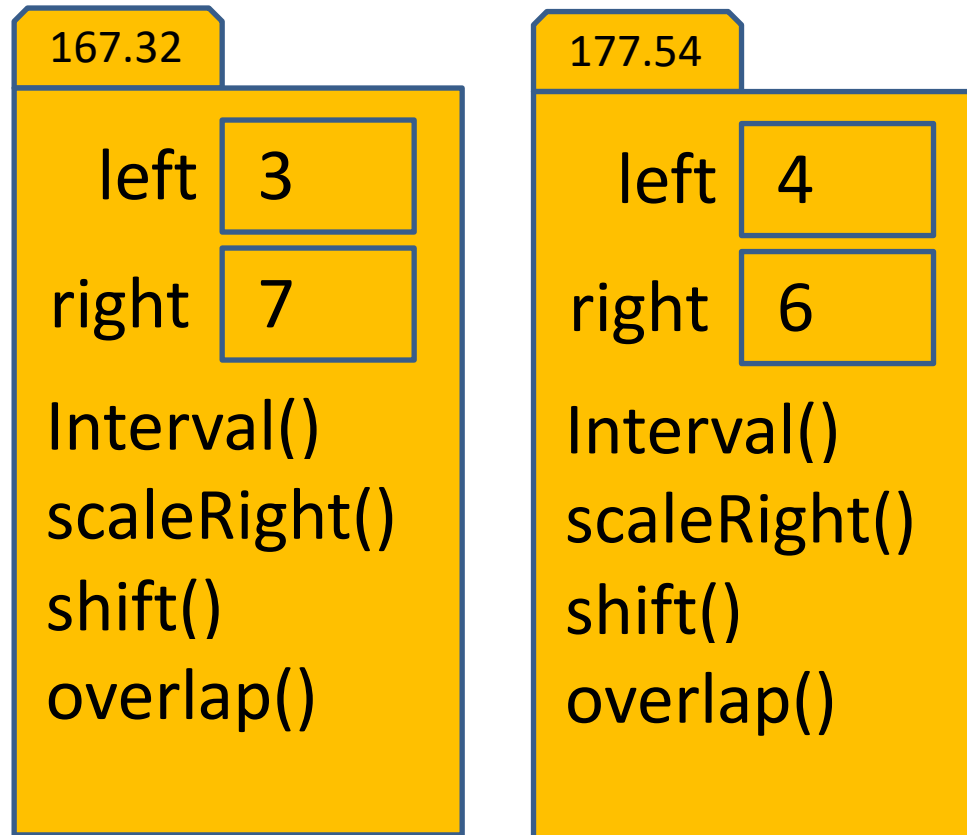 167.32
left 3
right 7
Interval()
scaleRight()
shift()
overlap()
177.54
left 4
right 6
Interval()
scaleRight()
shift()
overlap()